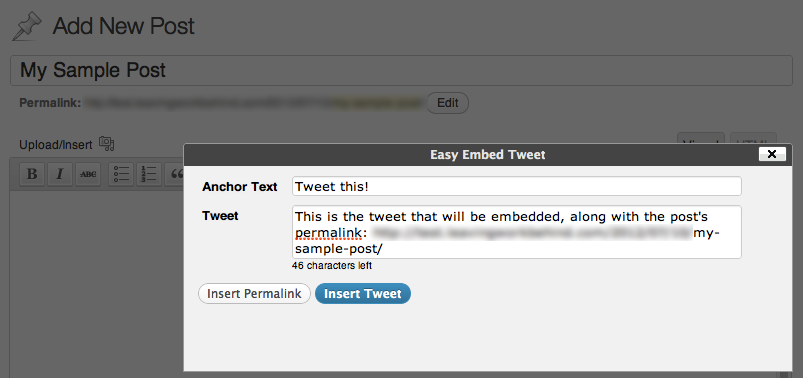 Add New Post
My Sample Post
Permalink:
Edit
Upload/Insert
B I ABC
Easy Embed Tweet
Anchor Text
Tweet this!
Tweet
This is the tweet that will be embedded, along with the post's
permalink: my-
sample-post/
46 characters left
Insert Permalink Insert Tweet